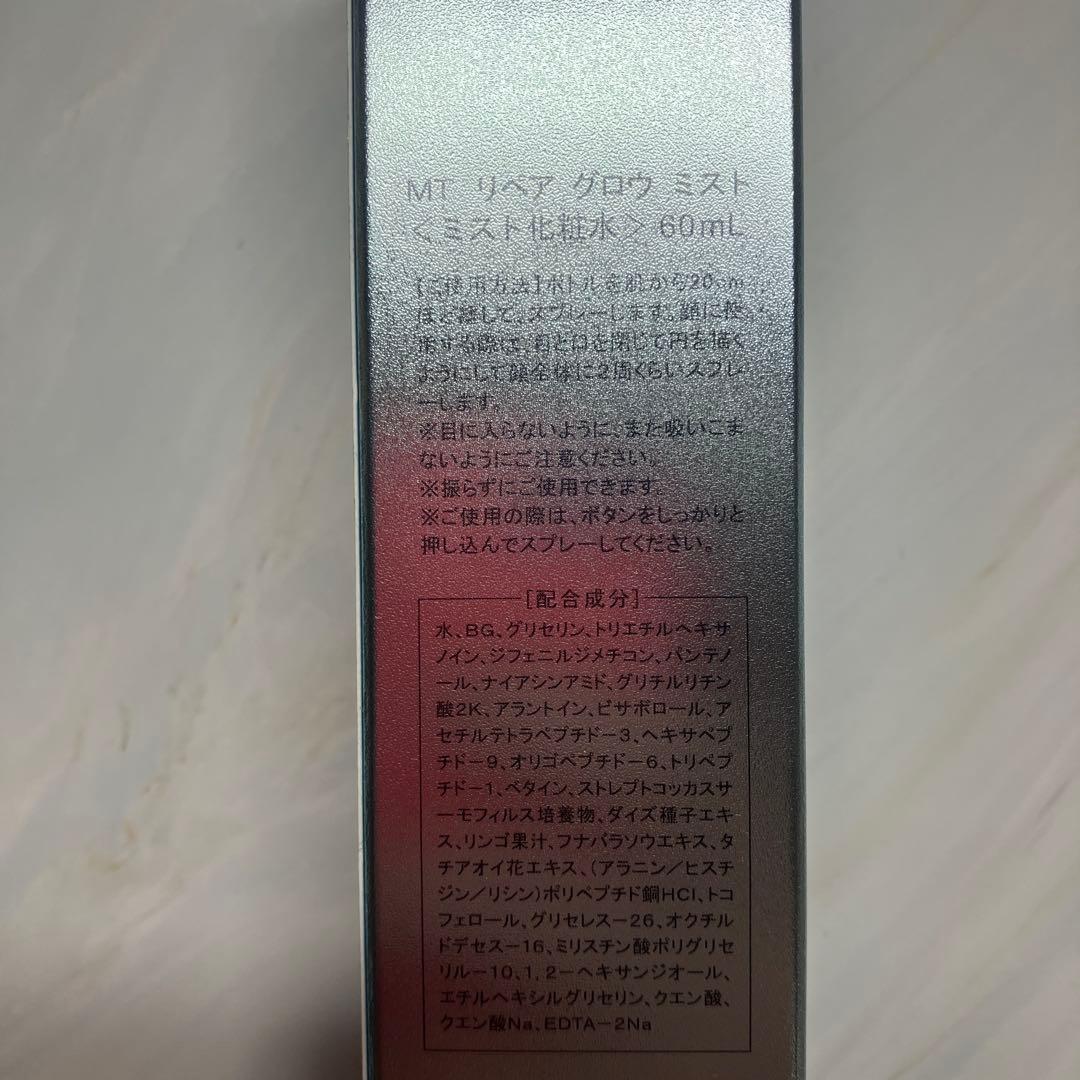 MT リペア グロウ ミスト
＜ミスト化粧水＞ 60mL
[ご使用方法]ボトルを肌から20cm
ほど離して、スプレーします。顔に使
用する際は、目と口を閉じて円を描く
ようにして顔全体に2周くらいスプレ
ーします。
※目に入らないように、また吸いこま
ないようにご注意ください。
※振らずにご使用できます。
※ご使用の際は、ボタンをしっかりと
押し込んでスプレーしてください。
[配合成分]
水、BG、グリセリン、トリエチルヘキサ
ノイン、ジフェニルジメチコン、パンテノ
ール、ナイアシンアミド、グリチルリチン
酸2K、アラントイン、ビサボロール、ア
セチルテトラペプチド－3、ヘキサペプ
チド－9、オリゴペプチド－6、トリペプ
チド－1、ベタイン、ストレプトコッカスサ
ーモフィルス培養物、ダイズ種子エキ
ス、リンゴ果汁、フナバラソウエキス、タ
チアオイ花エキス、(アラニン／ヒスチ
ジン／リシン)ポリペプチド銅HCl、トコ
フェロール、グリセレス－26、オクチル
ドデセス－16、ミリスチン酸ポリグリセ
リル－10、1，2－ヘキサンジオール、
エチルヘキシルグリセリン、クエン酸、
クエン酸Na、EDTA－2Na